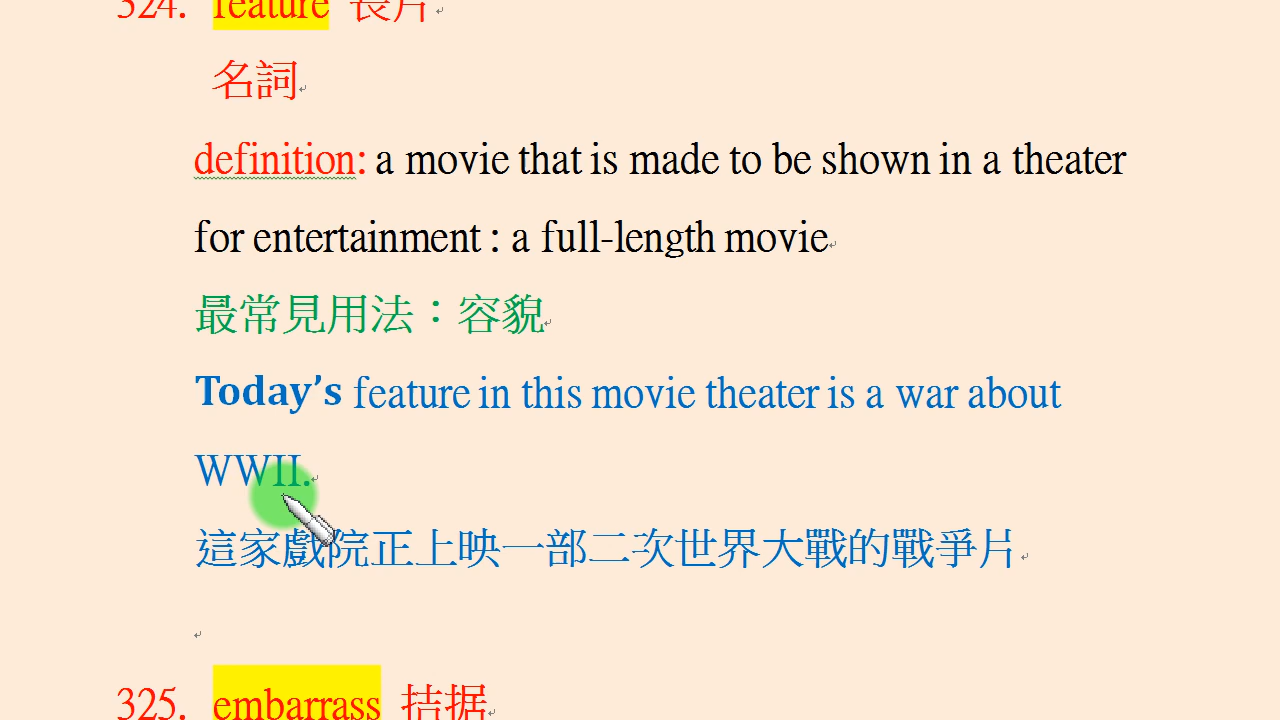 324. feature 長片
名詞
definition: a movie that is made to be shown in a theater
for entertainment : a full-length movie
最常見用法：容貌
Today’s feature in this movie theater is a war about
WWII.
這家戲院正上映一部二次世界大戰的戰爭片
325. embarrass 拮据